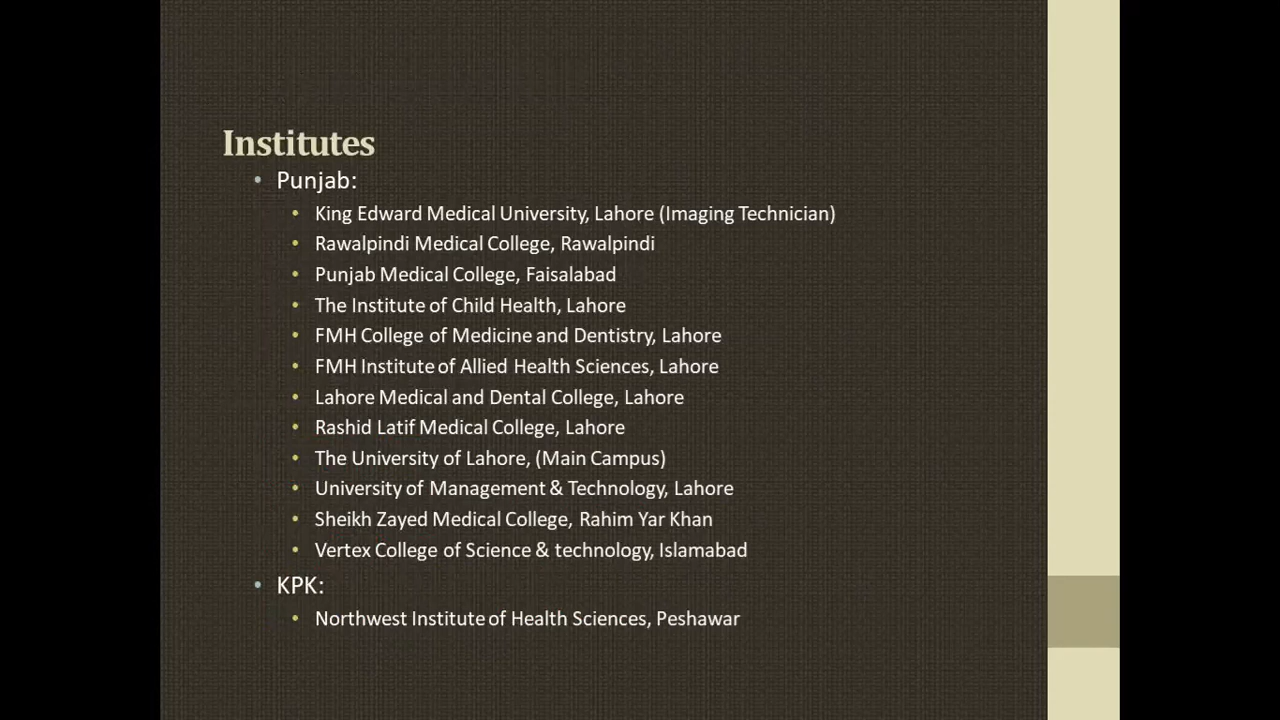 Institutes
Punjab:
King Edward Medical University, Lahore (Imaging Technician)
Rawalpindi Medical College, Rawalpindi
Punjab Medical College, Faisalabad
The Institute of Child Health, Lahore
FMH College of Medicine and Dentistry, Lahore
FMH Institute of Allied Health Sciences, Lahore
Lahore Medical and Dental College, Lahore
Rashid Latif Medical College, Lahore
The University of Lahore, (Main Campus)
University of Management & Technology, Lahore
Sheikh Zayed Medical College, Rahim Yar Khan
Vertex College of Science & technology, Islamabad
KPK:
Northwest Institute of Health Sciences, Peshawar